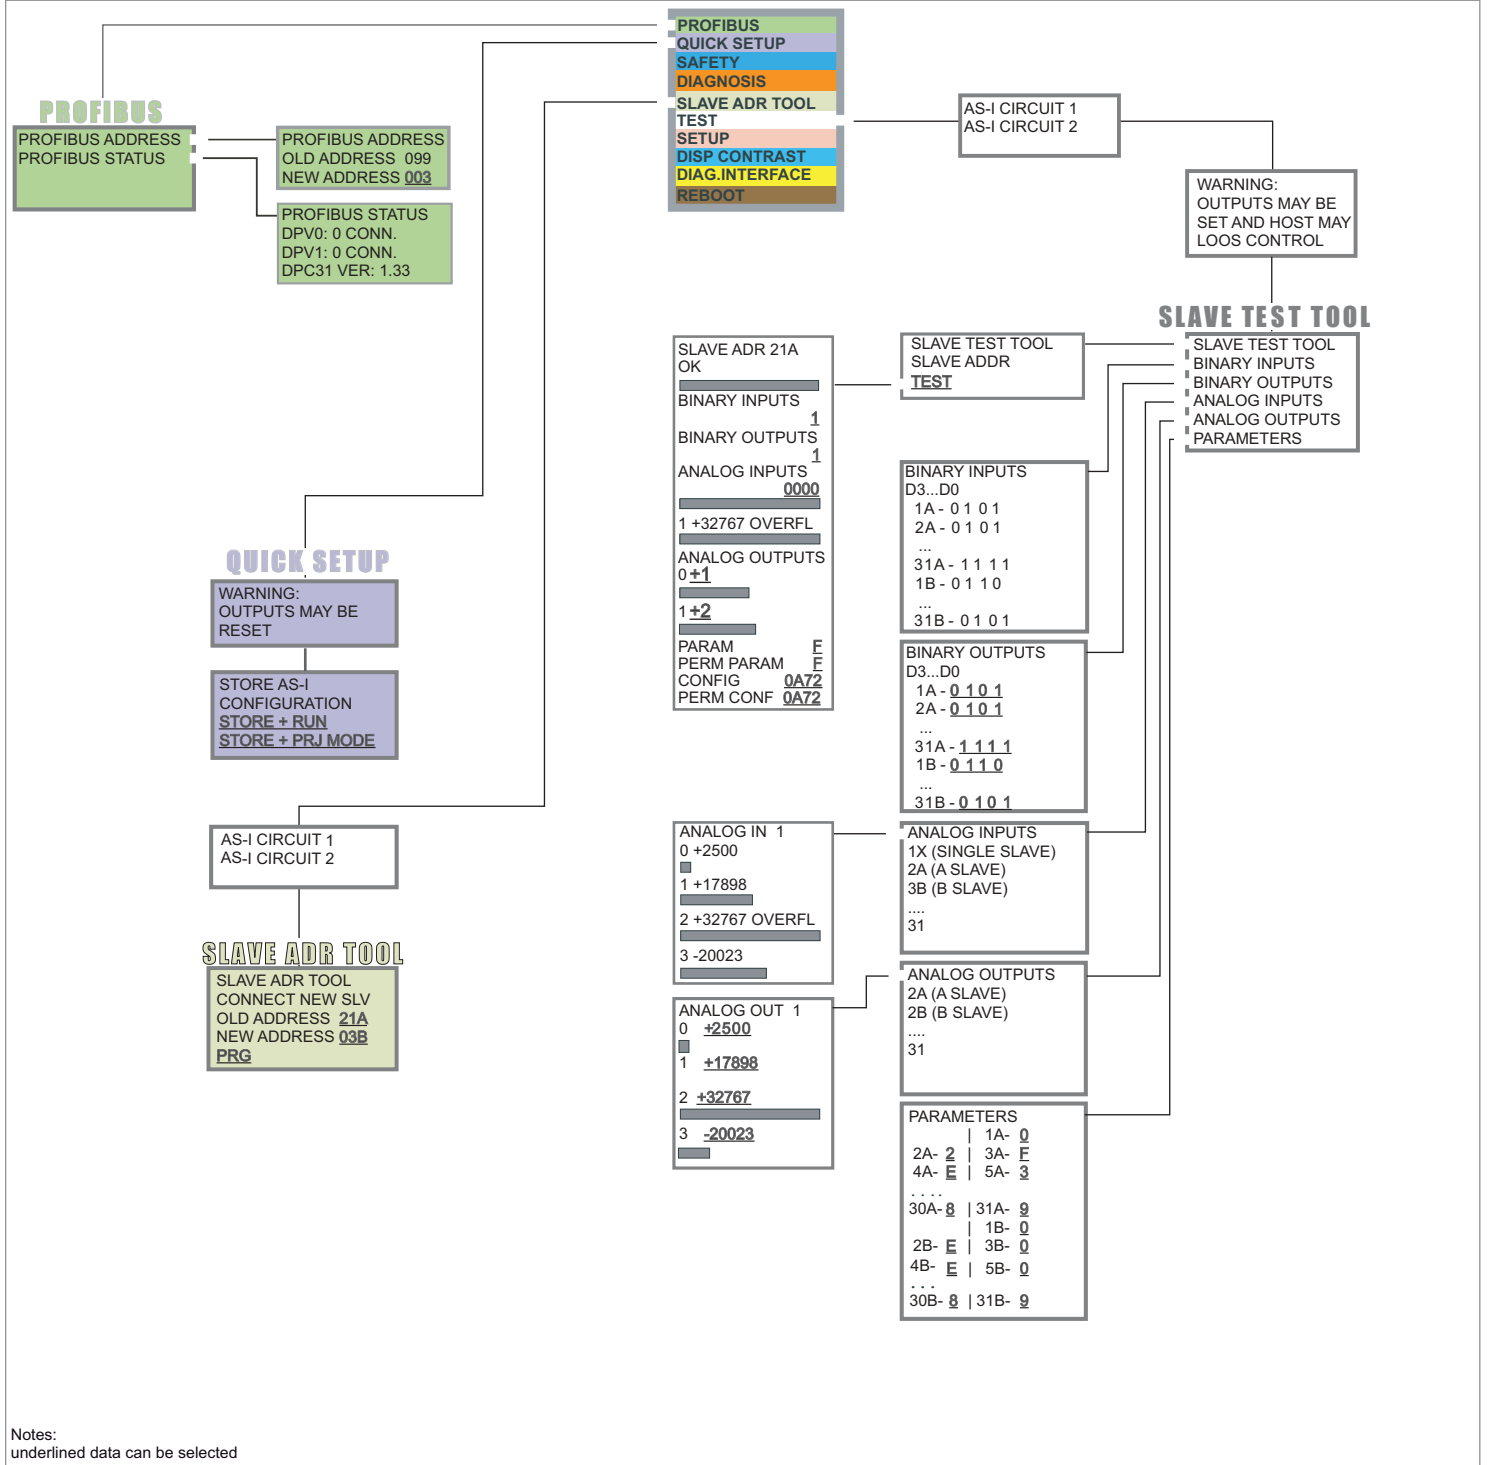 PROFIBUS
QUICK SETUP
SAFETY
DIAGNOSIS
SLAVE ADR TOOL
TEST
SETUP
DISP CONTRAST
DIAG.INTERFACE
REBOOT
PROFIBUS
PROFIBUS ADDRESS
PROFIBUS STATUS
PROFIBUS ADDRESS
OLD ADDRESS 099
NEW ADDRESS 003
PROFIBUS STATUS
DPV0: 0 CONN.
DPV1: 0 CONN.
DPC31 VER: 1.33
AS-I CIRCUIT 1
AS-I CIRCUIT 2
WARNING:
OUTPUTS MAY BE
SET AND HOST MAY
LOOS CONTROL
SLAVE TEST TOOL
SLAVE TEST TOOL
BINARY INPUTS
BINARY OUTPUTS
ANALOG INPUTS
ANALOG OUTPUTS
PARAMETERS
SLAVE TEST TOOL
SLAVE ADDR
TEST
SLAVE ADR 21A
OK
BINARY INPUTS
1
BINARY OUTPUTS
1
ANALOG INPUTS
0000
1 +32767 OVERFL
ANALOG OUTPUTS
0 +1
1 +2
PARAM F
PERM PARAM F
CONFIG 0A72
PERM CONF 0A72
BINARY INPUTS
D3...D0
1A - 0 1 0 1
2A - 0 1 0 1
...
31A - 1 1 1 1
1B - 0 1 1 0
...
31B - 0 1 0 1
BINARY OUTPUTS
D3...D0
1A - 0 1 0 1
2A - 0 1 0 1
...
31A - 1 1 1 1
1B - 0 1 1 0
...
31B - 0 1 0 1
QUICK SETUP
WARNING:
OUTPUTS MAY BE
RESET
STORE AS-I
CONFIGURATION
STORE + RUN
STORE + PRJ MODE
AS-I CIRCUIT 1
AS-I CIRCUIT 2
SLAVE ADR TOOL
SLAVE ADR TOOL
CONNECT NEW SLV
OLD ADDRESS 21A
NEW ADDRESS 03B
PRG
ANALOG IN 1
0 +2500
1 +17898
2 +32767 OVERFL
3 -20023
ANALOG INPUTS
1X (SINGLE SLAVE)
2A (A SLAVE)
3B (B SLAVE)
....
31
ANALOG OUT 1
0 +2500
1 +17898
2 +32767
3 -20023
ANALOG OUTPUTS
2A (A SLAVE)
2B (B SLAVE)
....
31
PARAMETERS
| 1A- 0
2A- 2 | 3A- F
4A- E | 5A- 3
. . . .
30A- 8 | 31A- 9
| 1B- 0
2B- E | 3B- 0
4B- E | 5B- 0
. . .
30B- 8 | 31B- 9
Notes:
underlined data can be selected